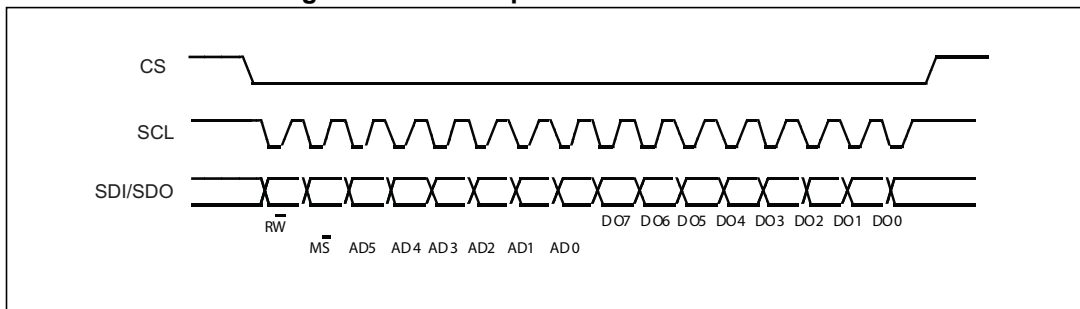 CS
SCL
SDI/SDO
RW̅
DO7 DO6 DO5 DO4 DO3 DO2 DO1 DO0
MS̅ AD5 AD4 AD3 AD2 AD1 AD0